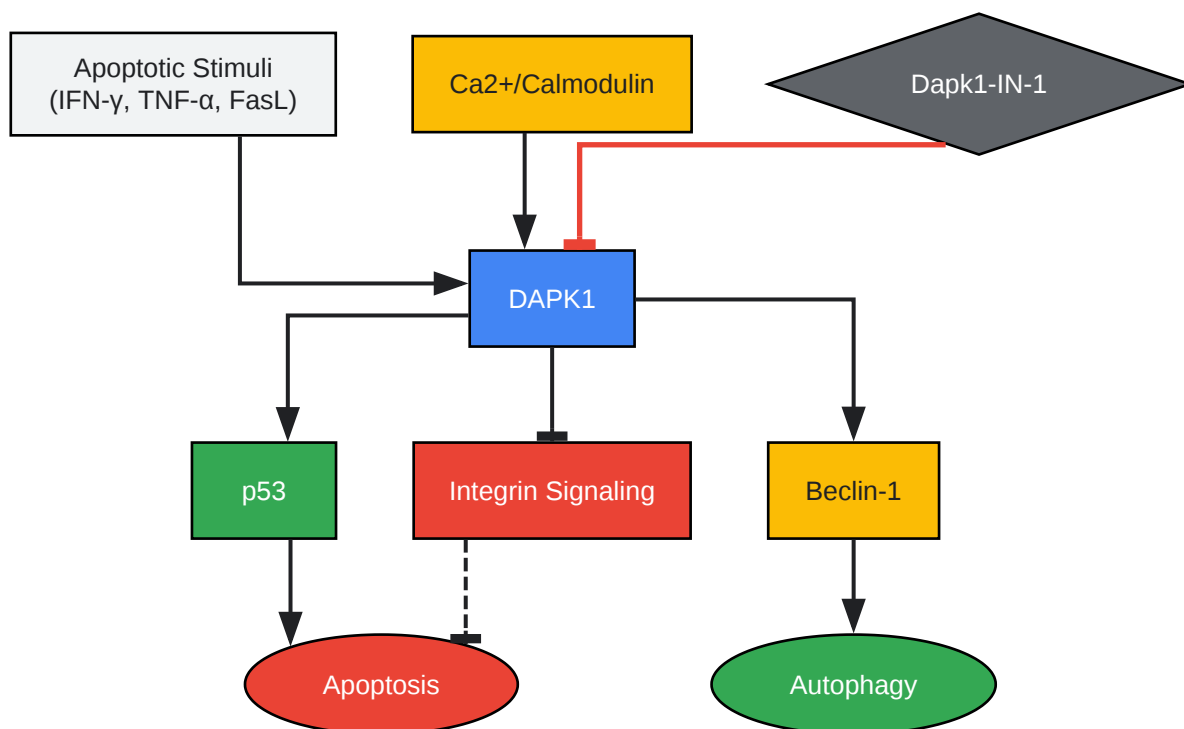 Apoptotic Stimuli
(IFN-γ, TNF-α, FasL)
Ca2+/Calmodulin
Dapk1-IN-1
DAPK1
p53
Integrin Signaling
Beclin-1
Apoptosis
Autophagy